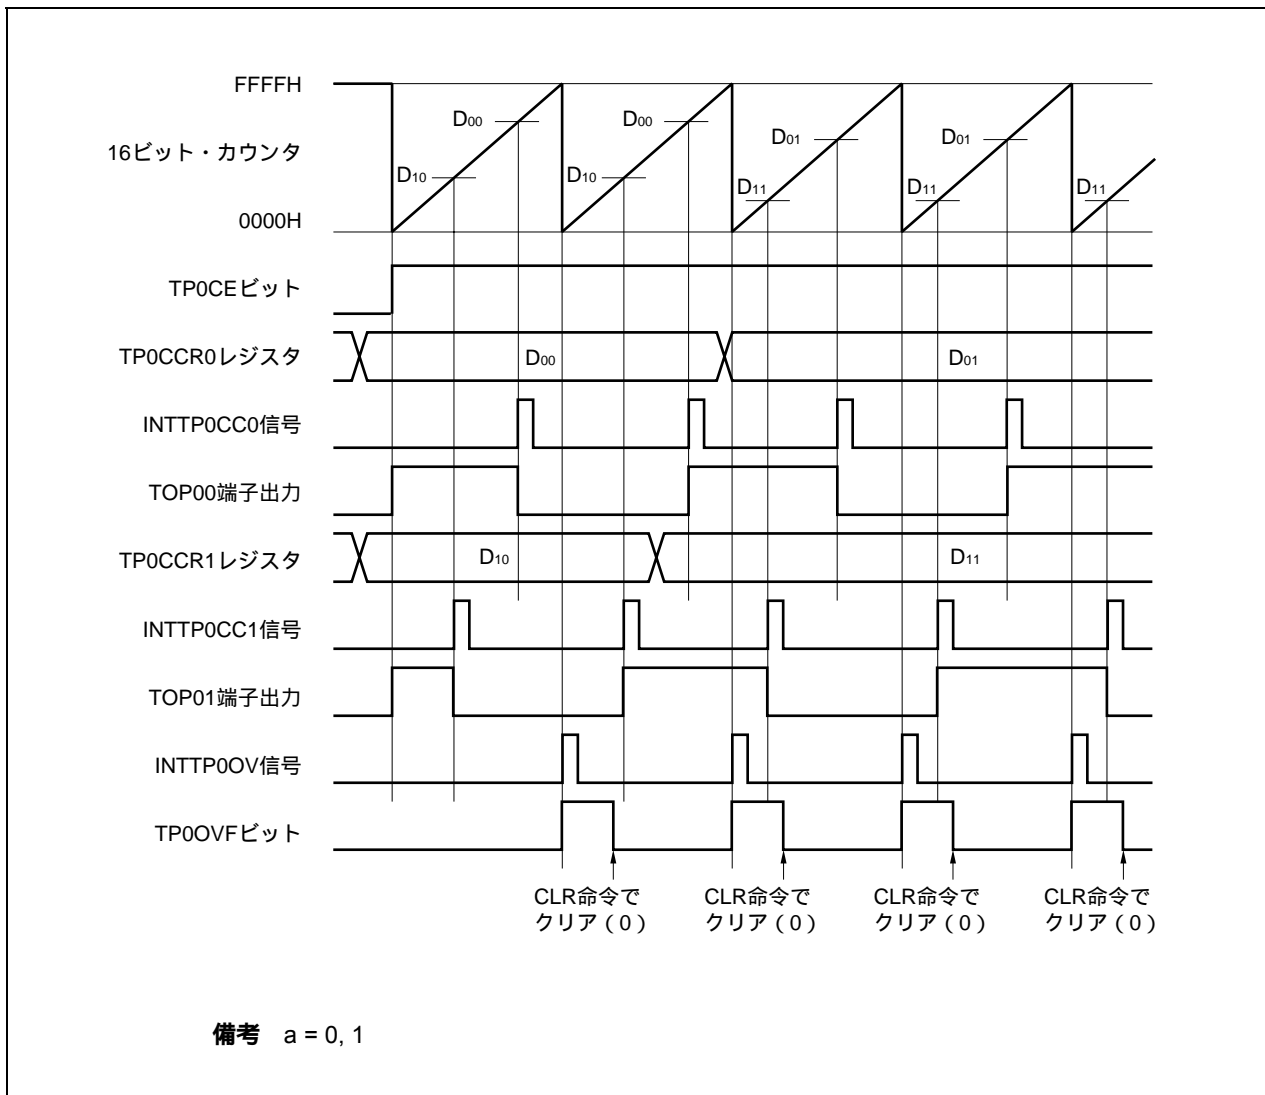 FFFFH
D00 D00
D01 D01
16ビット・カウンタ
D10 D10
D11 D11 D11
0000H
TP0CEビット
TP0CCR0レジスタ D00 D01
INTTP0CC0信号
TOP00端子出力
TP0CCR1レジスタ D10 D11
INTTP0CC1信号
TOP01端子出力
INTTP0OV信号
TP0OVFビット
CLR命令で CLR命令で CLR命令で CLR命令で
クリア(0) クリア(0) クリア(0) クリア(0)
備考 a = 0, 1